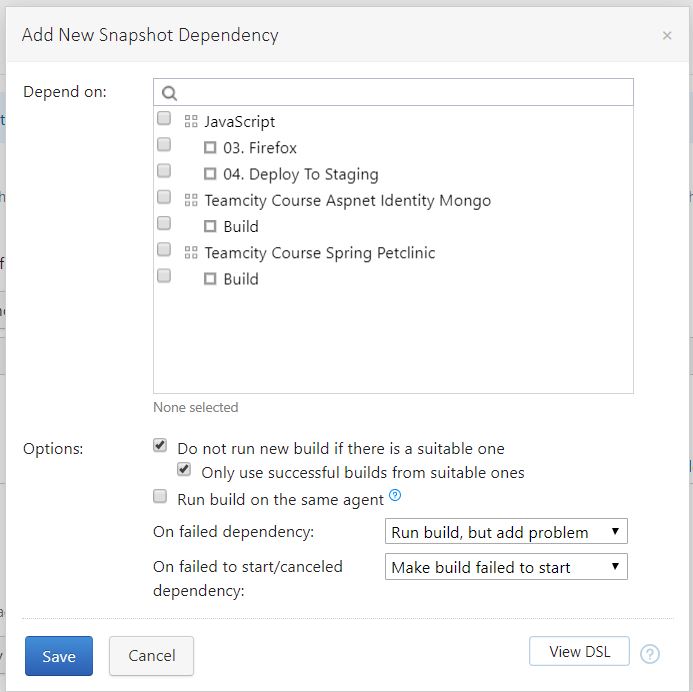 Add New Snapshot Dependency
Depend on:
JavaScript
03. Firefox
04. Deploy To Staging
Teamcity Course Aspnet Identity Mongo
Build
Teamcity Course Spring Petclinic
Build
None selected
Options:
Do not run new build if there is a suitable one
Only use successful builds from suitable ones
Run build on the same agent ?
On failed dependency: Run build, but add problem
On failed to start/canceled Make build failed to start
dependency:
Save Cancel View DSL ?